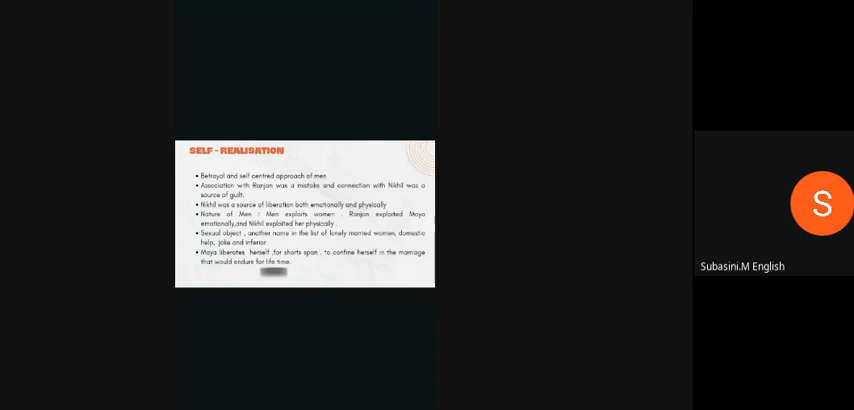 SELF - REALISATION
• Betrayal and self centred approach of men
• Association with Ranjan was a mistake and connection with Nikhil was a
source of guilt.
• Nikhil was a source of liberation both emotionally and physically
• Nature of Men : Men exploits women . Ranjan exploited Maya
emotionally,and Nikhil exploited her physically .
• Sexual object , another name in the list of lonely married women, domestic
help, joke and inferior
• Maya liberates herself ,for shorts span , to confine herself in the marriage
that would endure for life time.
S
Subasini.M English